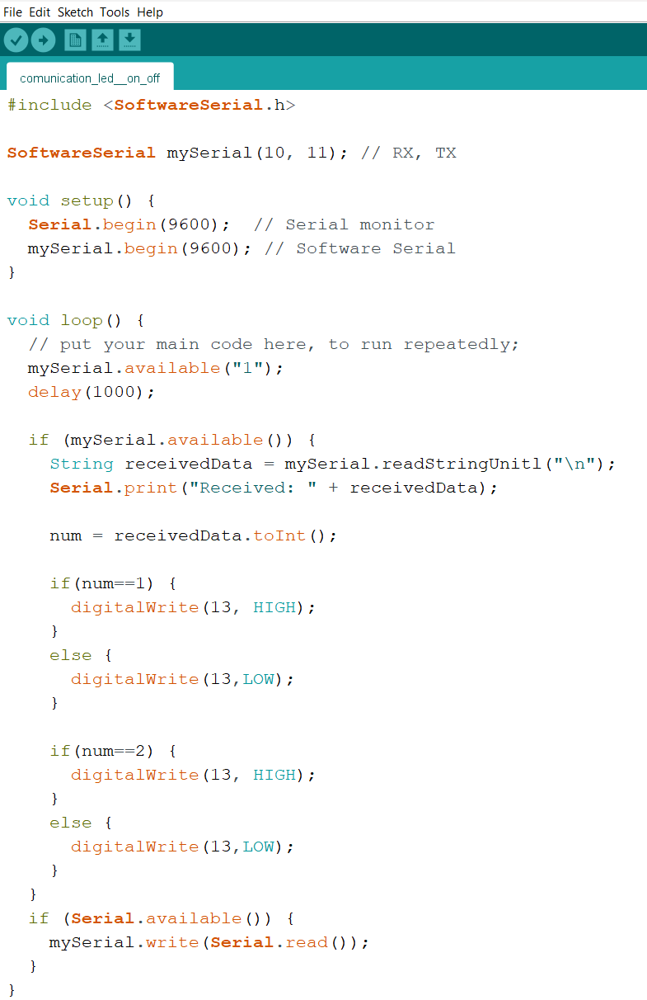 File Edit Sketch Tools Help
comunication_led__on_off
#include <SoftwareSerial.h>
SoftwareSerial mySerial(10, 11); // RX, TX
void setup() {
  Serial.begin(9600);  // Serial monitor
  mySerial.begin(9600); // Software Serial
}
void loop() {
  // put your main code here, to run repeatedly;
  mySerial.available("1");
  delay(1000);
  if (mySerial.available()) {
    String receivedData = mySerial.readStringUnitl("\n");
    Serial.print("Received: " + receivedData);
    num = receivedData.toInt();
    if(num==1) {
      digitalWrite(13, HIGH);
    }
    else {
      digitalWrite(13,LOW);
    }
    if(num==2) {
      digitalWrite(13, HIGH);
    }
    else {
      digitalWrite(13,LOW);
    }
  }
  if (Serial.available()) {
    mySerial.write(Serial.read());
  }
}